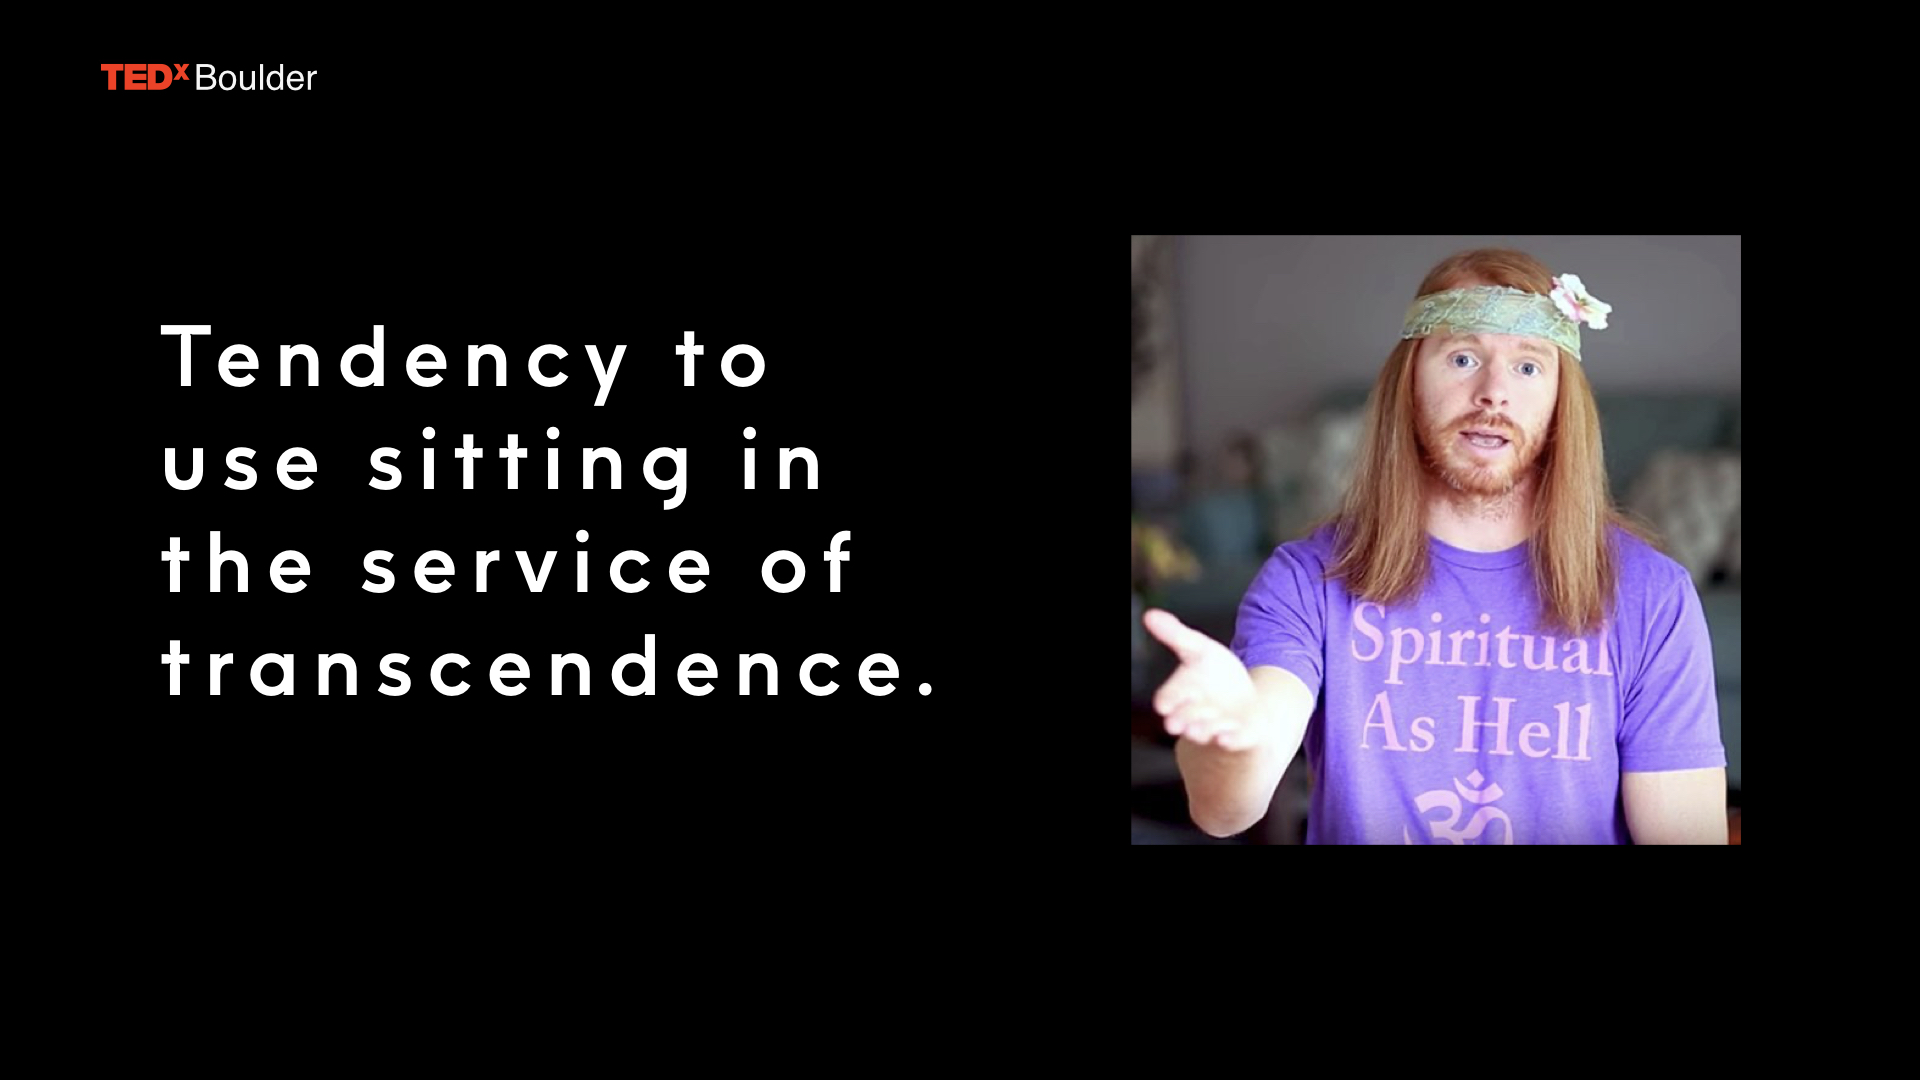 TEDx Boulder
Tendency to
use sitting in
the service of
transcendence.
Spiritual
As Hell
ॐ